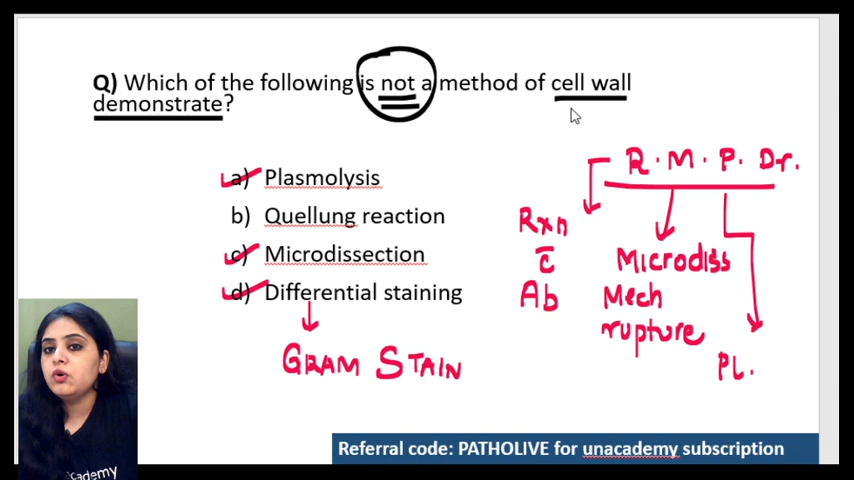 Q) Which of the following is not a method of cell wall
demonstrate?
a) Plasmolysis
b) Quellung reaction
c) Microdissection
d) Differential staining
GRAM STAIN
R. M. P. Dr.
Rxn
c̄
Ab
Microdiss
Mech
rupture
PL.
Referral code: PATHOLIVE for unacademy subscription
academy